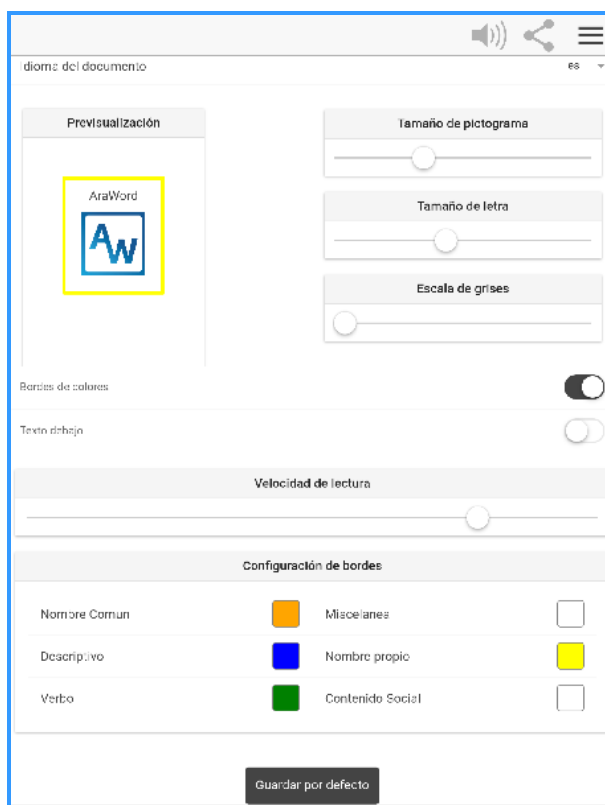 Idioma del documento es
Previsualización
AraWord
AW
Tamaño de pictograma
Tamaño de letra
Escala de grises
Bordes de colores
Texto debajo
Velocidad de lectura
Configuración de bordes
Nombre Comun Miscelanea
Descriptivo Nombre propio
Verbo Contenido Social
Guardar por defecto